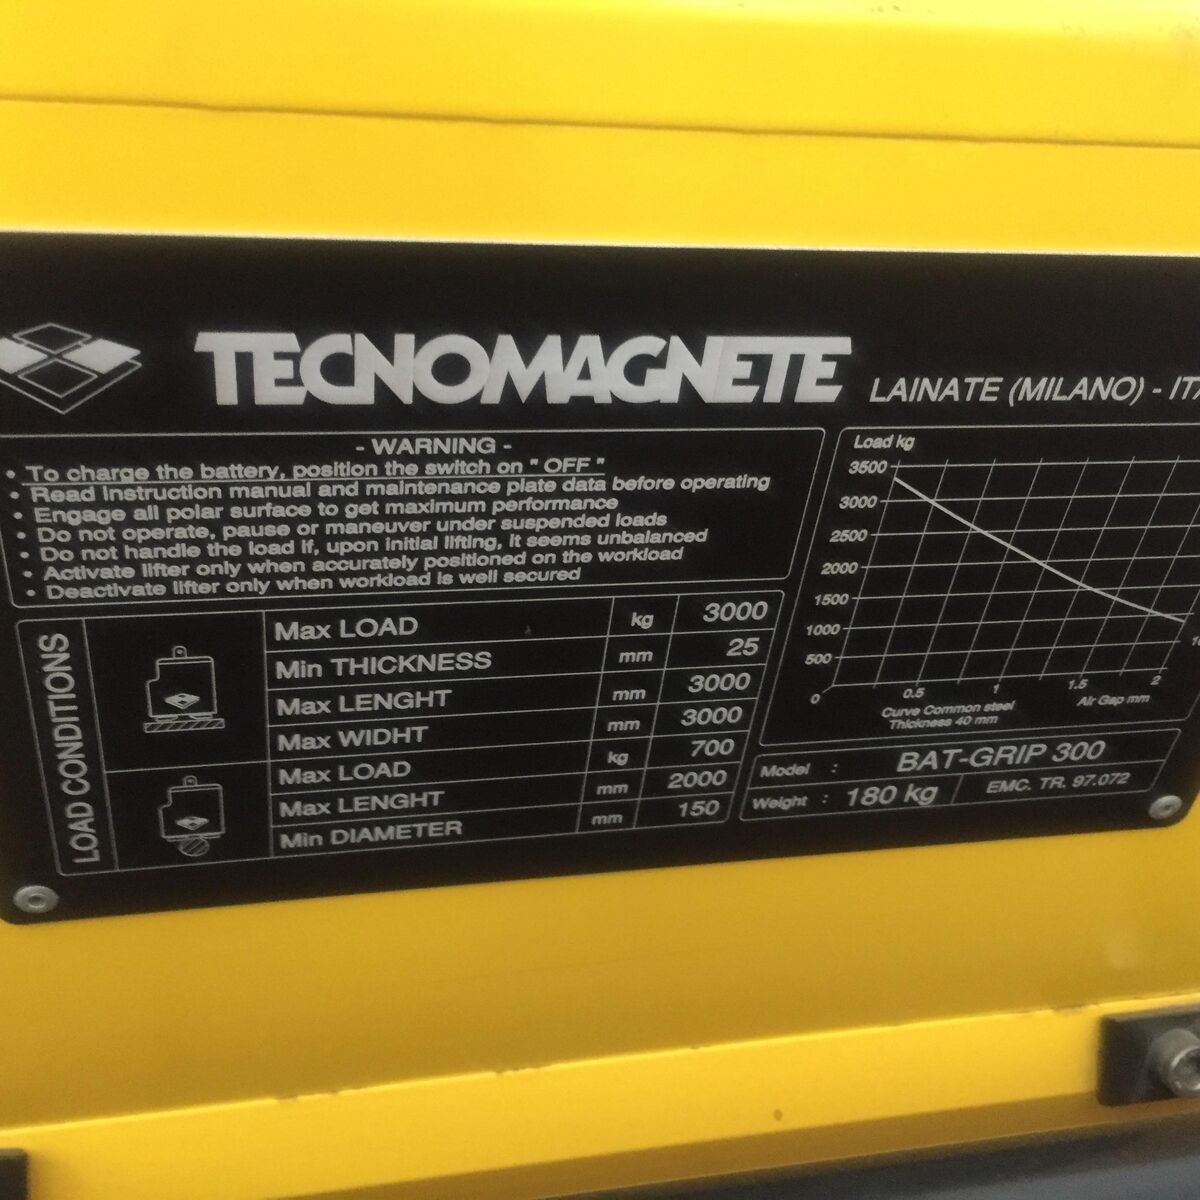 TECNOMAGNETE LAINATE (MILANO) -
- WARNING -
• To charge the battery, position the switch on " OFF "
• Read instruction manual and maintenance plate data before operating
• Engage all polar surface to get maximum performance
• Do not operate, pause or maneuver under suspended loads
• Do not handle the load if, upon initial lifting, it seems unbalanced
• Activate lifter only when accurately positioned on the workload
• Deactivate lifter only when workload is well secured
LOAD CONDITIONS
Max LOAD kg 3000
Min THICKNESS mm 25
Max LENGHT mm 3000
Max WIDHT mm 3000
Max LOAD kg 700
Max LENGHT mm 2000
Min DIAMETER mm 150
Load kg
3500
3000
2500
2000
1500
1000
500
0 0.5 1 1.5 2
Curve Common steel Air Gap mm
Thickness 40 mm
Model : BAT-GRIP 300
Weight : 180 kg EMC. TR. 97.072